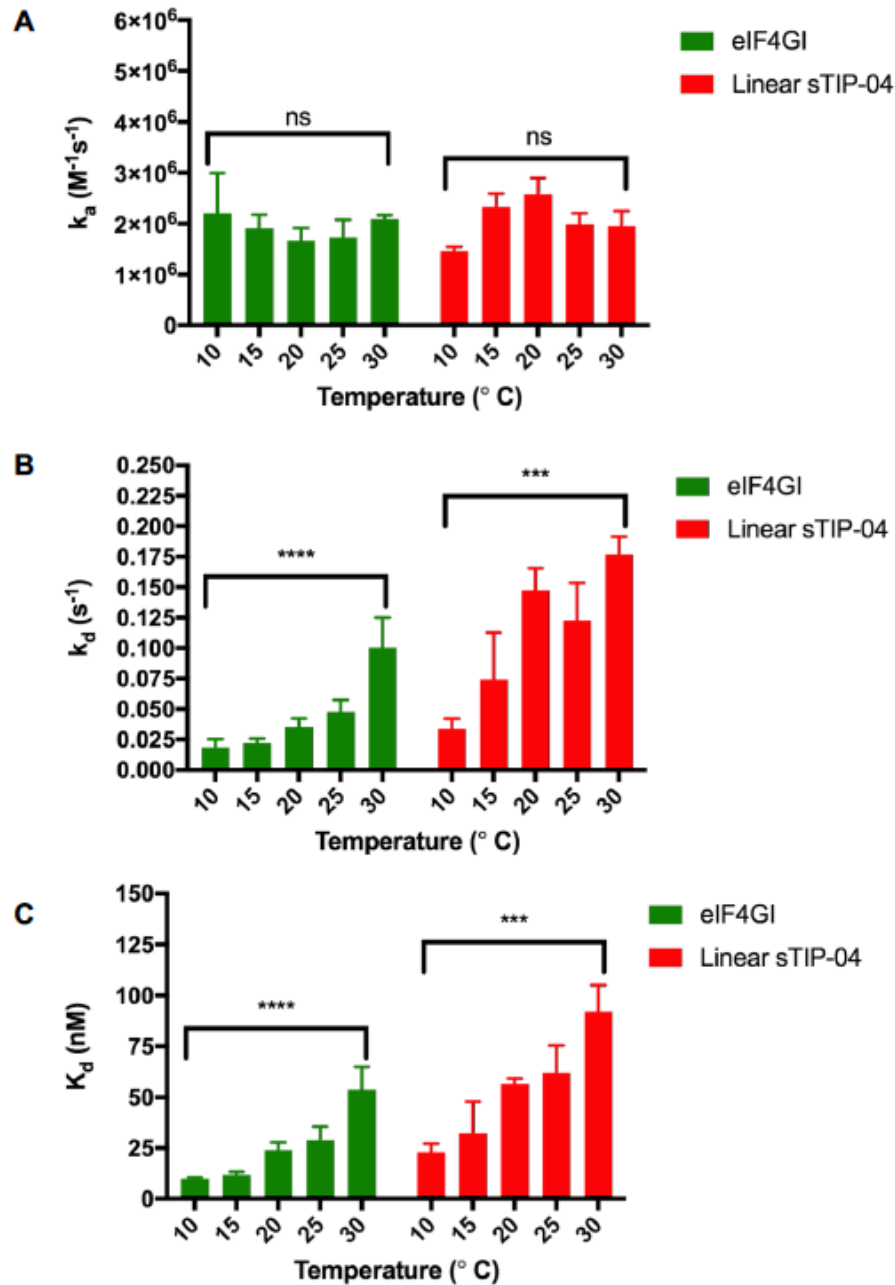 A
6×10⁶
5×10⁶
4×10⁶
3×10⁶
2×10⁶
1×10⁶
0
kₐ (M⁻¹s⁻¹)
ns
ns
eIF4GI
Linear sTIP-04
10 15 20 25 30 10 15 20 25 30
Temperature (° C)
B
0.250
0.225
0.200
0.175
0.150
0.125
0.100
0.075
0.050
0.025
0.000
k_d (s⁻¹)
****
***
eIF4GI
Linear sTIP-04
10 15 20 25 30 10 15 20 25 30
Temperature (° C)
C
150
125
100
75
50
25
0
K_d (nM)
****
***
eIF4GI
Linear sTIP-04
10 15 20 25 30 10 15 20 25 30
Temperature (° C)